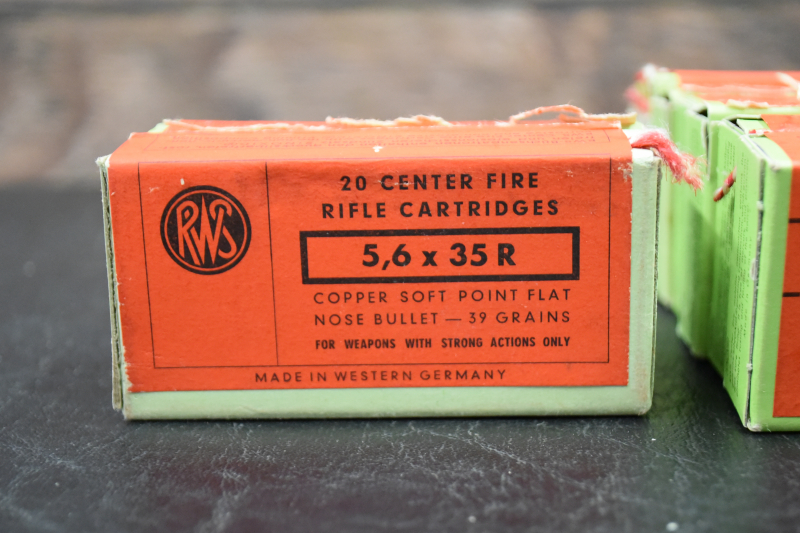 RWS
20 CENTER FIRE
RIFLE CARTRIDGES
5,6 x 35 R
COPPER SOFT POINT FLAT
NOSE BULLET — 39 GRAINS
FOR WEAPONS WITH STRONG ACTIONS ONLY
MADE IN WESTERN GERMANY